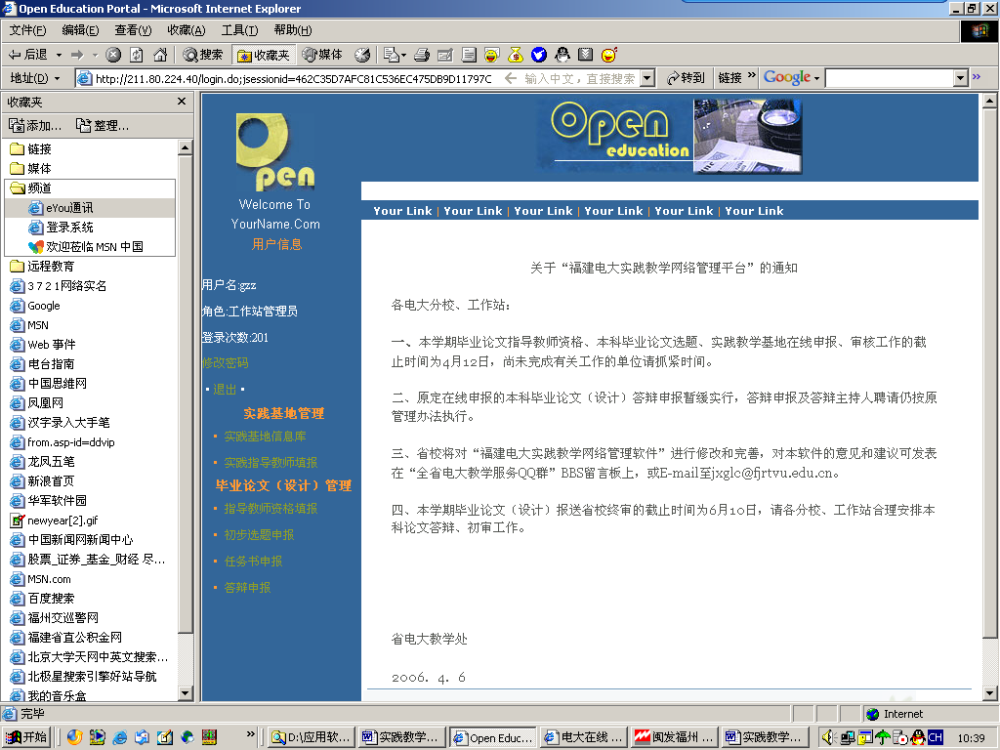 Open Education Portal - Microsoft Internet Explorer
文件(F) 编辑(E) 查看(V) 收藏(A) 工具(T) 帮助(H)
后退 搜索 收藏夹 媒体
地址(D) http://211.80.224.40/login.do;jsessionid=462C35D7AFC81C536EC475DB9D11797C 输入中文，直接搜索 转到 链接 » Google »
收藏夹
添加... 整理...
链接
媒体
频道
eYou通讯
登录系统
欢迎莅临 MSN 中国
远程教育
3721网络实名
Google
MSN
Web 事件
电台指南
中国思维网
凤凰网
汉字录入大手笔
from.asp-id=ddvip
龙凤五笔
新浪首页
华军软件园
newyear[2].gif
中国新闻网新闻中心
股票_证券_基金_财经 尽...
MSN.com
百度搜索
福州交巡警网
福建省直公积金网
北京大学天网中英文搜索...
北极星搜索引擎好站导航
我的音乐盒
Open
Welcome To
YourName.Com
用户信息
用户名:gzz
角色:工作站管理员
登录次数:201
修改密码
• 退出 •
实践基地管理
• 实践基地信息库
• 实践指导教师填报
毕业论文（设计）管理
• 指导教师资格填报
• 初步选题申报
• 任务书申报
• 答辩申报
Open
education
Your Link | Your Link | Your Link | Your Link | Your Link | Your Link
关于“福建电大实践教学网络管理平台”的通知
各电大分校、工作站：
一、本学期毕业论文指导教师资格、本科毕业论文选题、实践教学基地在线申报、审核工作的截
止时间为4月12日，尚未完成有关工作的单位请抓紧时间。
二、原定在线申报的本科毕业论文（设计）答辩申报暂缓实行，答辩申报及答辩主持人聘请仍按原
管理办法执行。
三、省校将对“福建电大实践教学网络管理软件”进行修改和完善，对本软件的意见和建议可发表
在“全省电大教学服务QQ群”BBS留言板上，或E-mail至jxglc@fjrtvu.edu.cn。
四、本学期毕业论文（设计）报送省校终审的截止时间为6月10日，请各分校、工作站合理安排本
科论文答辩、初审工作。
省电大教学处
2006．4．6
完毕 Internet
开始 » D:\应用软... 实践教学... Open Educ... 电大在线 ... 闽发福州 ... 实践教学... CH 10:39